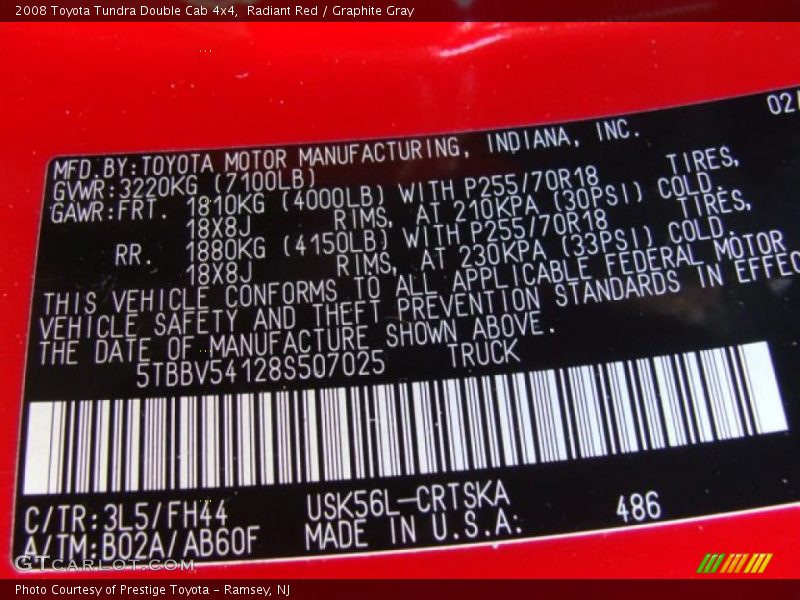 2008 Toyota Tundra Double Cab 4x4,  Radiant Red / Graphite Gray
02/
MFD.BY:TOYOTA MOTOR MANUFACTURING, INDIANA, INC.
GVWR:3220KG (7100LB)
GAWR:FRT. 1810KG (4000LB) WITH P255/70R18 TIRES,
18X8J RIMS, AT 210KPA (30PSI) COLD.
RR. 1880KG (4150LB) WITH P255/70R18 TIRES,
18X8J RIMS, AT 230KPA (33PSI) COLD.
THIS VEHICLE CONFORMS TO ALL APPLICABLE FEDERAL MOTOR
VEHICLE SAFETY AND THEFT PREVENTION STANDARDS IN EFFEC
THE DATE OF MANUFACTURE SHOWN ABOVE.
5TBBV54128S507025 TRUCK
C/TR:3L5/FH44 USK56L-CRTSKA 486
A/TM:B02A/AB60F MADE IN U.S.A.
GTCARLOT.COM
Photo Courtesy of Prestige Toyota - Ramsey, NJ